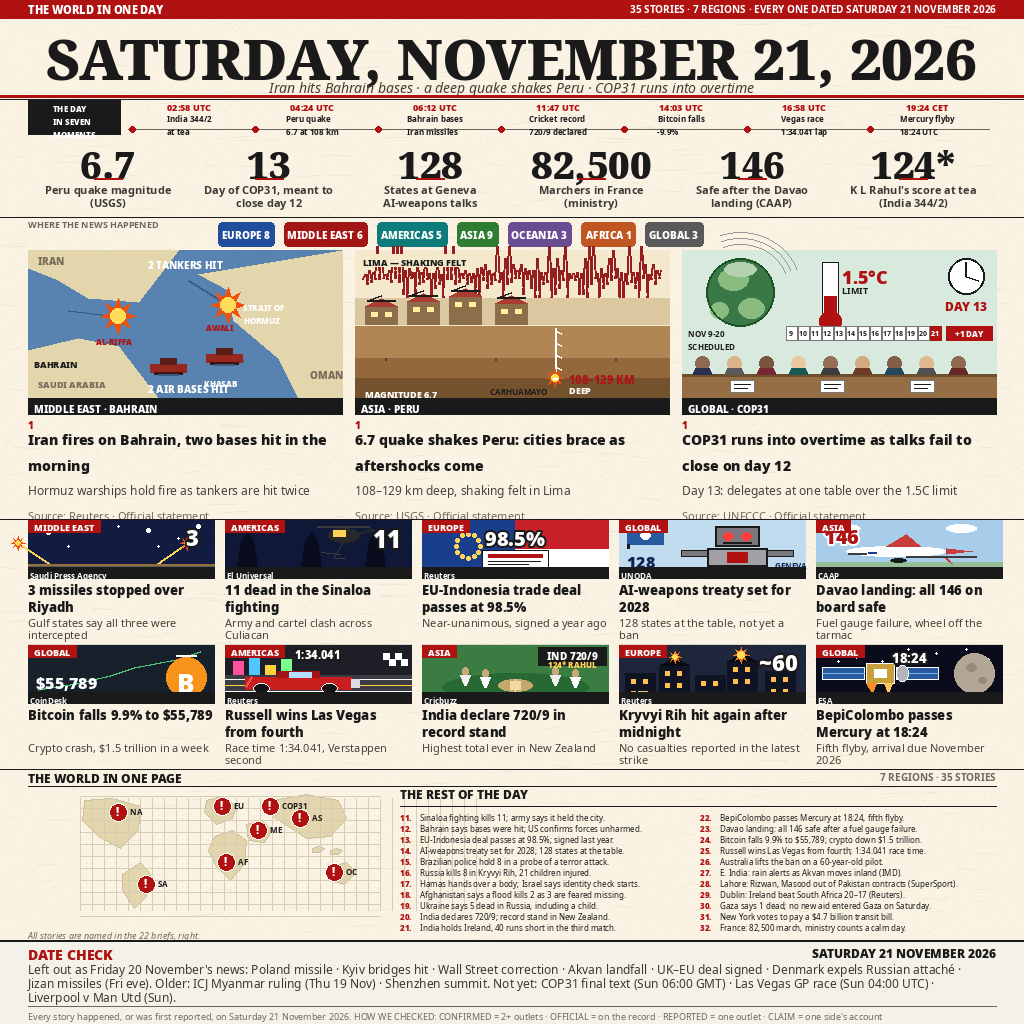 THE WORLD IN ONE DAY
35 STORIES · 7 REGIONS · EVERY ONE DATED SATURDAY 21 NOVEMBER 2026
SATURDAY, NOVEMBER 21, 2026
Iran hits Bahrain bases · a deep quake shakes Peru · COP31 runs into overtime
THE DAY
IN SEVEN
MOMENTS
02:58 UTC
India 344/2
at tea
04:24 UTC
Peru quake
6.7 at 108 km
06:12 UTC
Bahrain bases
Iran missiles
11:47 UTC
Cricket record
720/9 declared
14:03 UTC
Bitcoin falls
-9.9%
16:58 UTC
Vegas race
1:34.041 lap
19:24 CET
Mercury flyby
18:24 UTC
6.7
Peru quake magnitude
(USGS)
13
Day of COP31, meant to
close day 12
128
States at Geneva
AI-weapons talks
82,500
Marchers in France
(ministry)
146
Safe after the Davao
landing (CAAP)
124*
K L Rahul's score at tea
(India 344/2)
WHERE THE NEWS HAPPENED
EUROPE 8
MIDDLE EAST 6
AMERICAS 5
ASIA 9
OCEANIA 3
AFRICA 1
GLOBAL 3
IRAN
2 TANKERS HIT
STRAIT OF
HORMUZ
AWALI
AL-RIFFA
BAHRAIN
SAUDI ARABIA
KHASAB
2 AIR BASES HIT
OMAN
MIDDLE EAST · BAHRAIN
1
Iran fires on Bahrain, two bases hit in the
morning
Hormuz warships hold fire as tankers are hit twice
Source: Reuters · Official statement
LIMA — SHAKING FELT
108–129 KM
DEEP
CARHUAMAYO
MAGNITUDE 6.7
ASIA · PERU
1
6.7 quake shakes Peru: cities brace as
aftershocks come
108–129 km deep, shaking felt in Lima
Source: USGS · Official statement
1.5°C
LIMIT
DAY 13
NOV 9-20
SCHEDULED
9 10 11 12 13 14 15 16 17 18 19 20 21
+1 DAY
GLOBAL · COP31
1
COP31 runs into overtime as talks fail to
close on day 12
Day 13: delegates at one table over the 1.5C limit
Source: UNFCCC · Official statement
MIDDLE EAST
3
Saudi Press Agency
3 missiles stopped over
Riyadh
Gulf states say all three were
intercepted
AMERICAS
11
El Universal
11 dead in the Sinaloa
fighting
Army and cartel clash across
Culiacan
EUROPE
98.5%
Reuters
EU-Indonesia trade deal
passes at 98.5%
Near-unanimous, signed a year ago
GLOBAL
128
GENEVA
UNODA
AI-weapons treaty set for
2028
128 states at the table, not yet a
ban
ASIA
146
CAAP
Davao landing: all 146 on
board safe
Fuel gauge failure, wheel off the
tarmac
GLOBAL
$55,789
B
CoinDesk
Bitcoin falls 9.9% to $55,789
Crypto crash, $1.5 trillion in a week
AMERICAS
1:34.041
Reuters
Russell wins Las Vegas
from fourth
Race time 1:34.041, Verstappen
second
ASIA
IND 720/9
124* RAHUL
Cricbuzz
India declare 720/9 in
record stand
Highest total ever in New Zealand
EUROPE
~60
Reuters
Kryvyi Rih hit again after
midnight
No casualties reported in the latest
strike
GLOBAL
18:24
ESA
BepiColombo passes
Mercury at 18:24
Fifth flyby, arrival due November
2026
THE WORLD IN ONE PAGE
7 REGIONS · 35 STORIES
! NA
! EU
! COP31
! AS
! ME
! AF
! OC
! SA
All stories are named in the 22 briefs, right.
THE REST OF THE DAY
11. Sinaloa fighting kills 11; army says it held the city.
12. Bahrain says bases were hit; US confirms forces unharmed.
13. EU-Indonesia deal passes at 98.5%; signed last year.
14. AI-weapons treaty set for 2028; 128 states at the table.
15. Brazilian police hold 8 in a probe of a terror attack.
16. Russia kills 8 in Kryvyi Rih, 21 children injured.
17. Hamas hands over a body; Israel says identity check starts.
18. Afghanistan says a flood kills 2 as 3 are feared missing.
19. Ukraine says 5 dead in Russia, including a child.
20. India declares 720/9; record stand in New Zealand.
21. India holds Ireland, 40 runs short in the third match.
22. BepiColombo passes Mercury at 18:24, fifth flyby.
23. Davao landing: all 146 safe after a fuel gauge failure.
24. Bitcoin falls 9.9% to $55,789; crypto down $1.5 trillion.
25. Russell wins Las Vegas from fourth; 1:34.041 race time.
26. Australia lifts the ban on a 60-year-old pilot.
27. E. India: rain alerts as Akvan moves inland (IMD).
28. Lahore: Rizwan, Masood out of Pakistan contracts (SuperSport).
29. Dublin: Ireland beat South Africa 20–17 (Reuters).
30. Gaza says 1 dead; no new aid entered Gaza on Saturday.
31. New York votes to pay a $4.7 billion transit bill.
32. France: 82,500 march, ministry counts a calm day.
DATE CHECK
SATURDAY 21 NOVEMBER 2026
Left out as Friday 20 November's news: Poland missile · Kyiv bridges hit · Wall Street correction · Akvan landfall · UK–EU deal signed · Denmark expels Russian attaché ·
Jizan missiles (Fri eve). Older: ICJ Myanmar ruling (Thu 19 Nov) · Shenzhen summit. Not yet: COP31 final text (Sun 06:00 GMT) · Las Vegas GP race (Sun 04:00 UTC) ·
Liverpool v Man Utd (Sun).
Every story happened, or was first reported, on Saturday 21 November 2026. HOW WE CHECKED: CONFIRMED = 2+ outlets · OFFICIAL = on the record · REPORTED = one outlet · CLAIM = one side's account